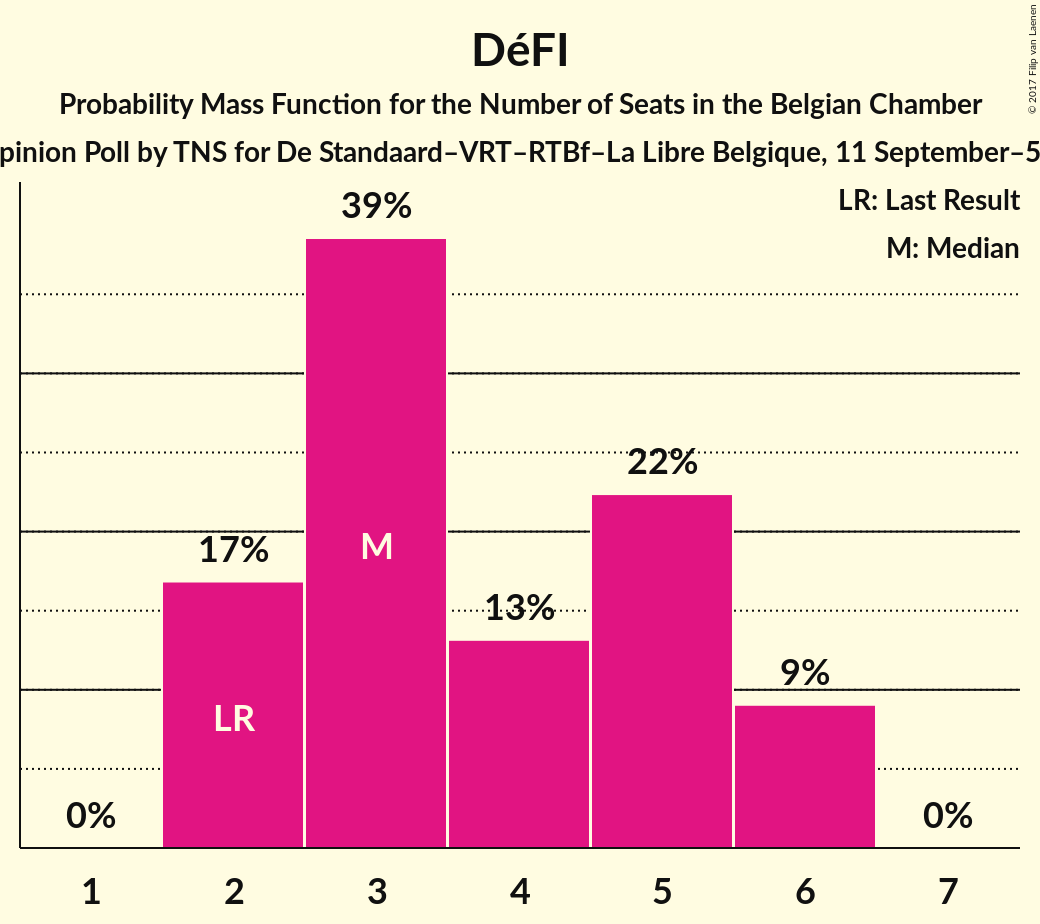 DéFI
Probability Mass Function for the Number of Seats in the Belgian Chamber
pinion Poll by TNS for De Standaard–VRT–RTBf–La Libre Belgique, 11 September–5
© 2017 Filip van Laenen
LR: Last Result
M: Median
39%
22%
17%
M
13%
9%
LR
0%
0%
1 2 3 4 5 6 7